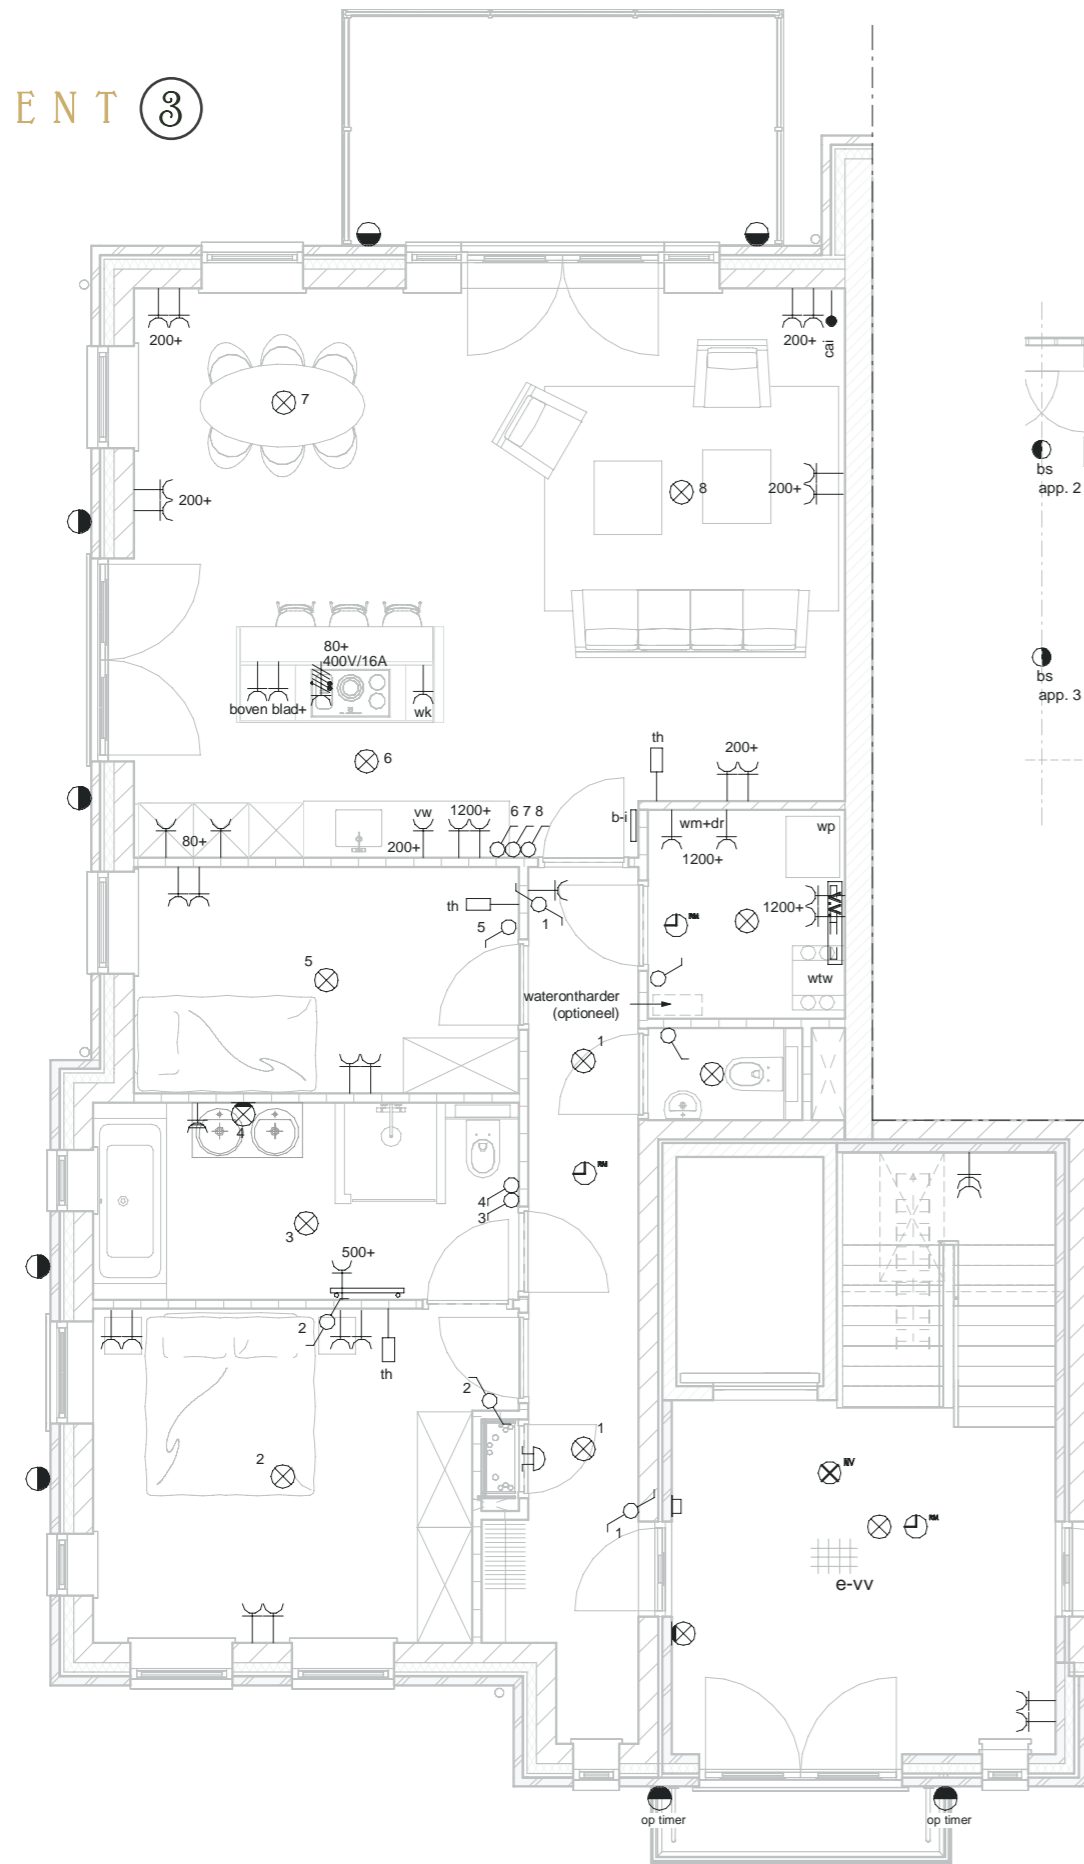 ENT 3
200+
200+
cai
7
8
200+
200+
bs
app. 2
80+
400V/16A
boven blad+
wk
bs
app. 3
6
th
200+
vw
1200+
6 7 8
b-i
wm+dr
wp
80+
200+
1200+
th
1
5
1200+
VV
5
wtw
waterontharder
(optioneel)
1
4
4
3
3
500+
2
th
2
1
2
1
e-vv
op timer
op timer